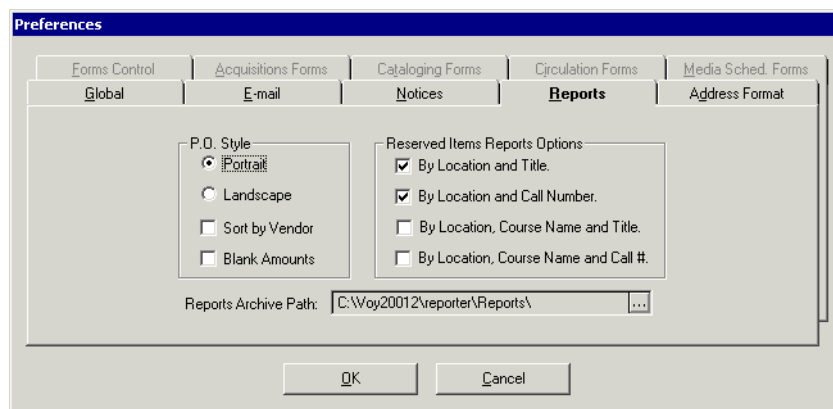 Preferences
Forms Control Acquisitions Forms Cataloging Forms Circulation Forms Media Sched. Forms
Global E-mail Notices Reports Address Format
P.O. Style
Portrait
Landscape
Sort by Vendor
Blank Amounts
Reserved Items Reports Options
By Location and Title.
By Location and Call Number.
By Location, Course Name and Title.
By Location, Course Name and Call #.
Reports Archive Path: C:\Voy20012\reporter\Reports\ ...
OK Cancel